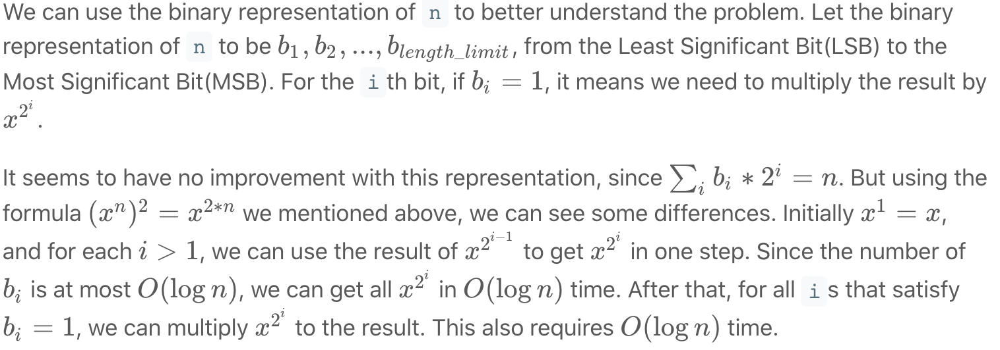 We can use the binary representation of n to better understand the problem. Let the binary
representation of n to be $b_1, b_2, ..., b_{length\_limit}$, from the Least Significant Bit(LSB) to the
Most Significant Bit(MSB). For the i th bit, if $b_i = 1$, it means we need to multiply the result by
$x^{2^i}$.
It seems to have no improvement with this representation, since $\sum_i b_i * 2^i = n$. But using the
formula $(x^n)^2 = x^{2*n}$ we mentioned above, we can see some differences. Initially $x^1 = x$,
and for each $i > 1$, we can use the result of $x^{2^{i-1}}$ to get $x^{2^i}$ in one step. Since the number of
$b_i$ is at most $O(\log n)$, we can get all $x^{2^i}$ in $O(\log n)$ time. After that, for all i s that satisfy
$b_i = 1$, we can multiply $x^{2^i}$ to the result. This also requires $O(\log n)$ time.